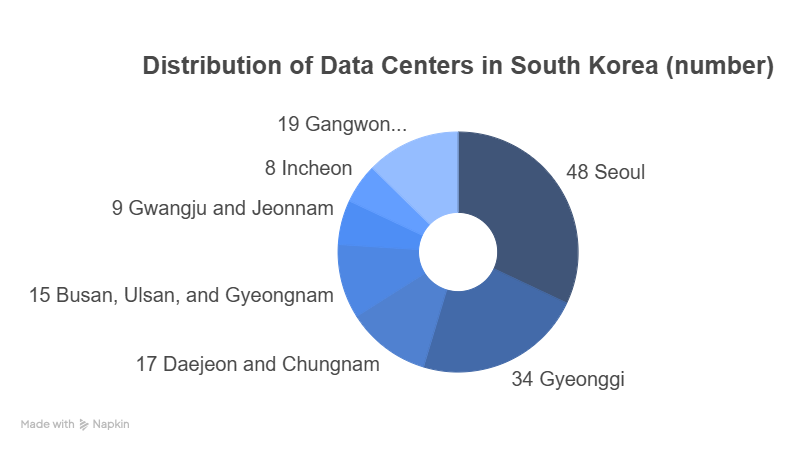 Distribution of Data Centers in South Korea (number)
19 Gangwon...
8 Incheon
48 Seoul
9 Gwangju and Jeonnam
15 Busan, Ulsan, and Gyeongnam
17 Daejeon and Chungnam
34 Gyeonggi
Made with Napkin